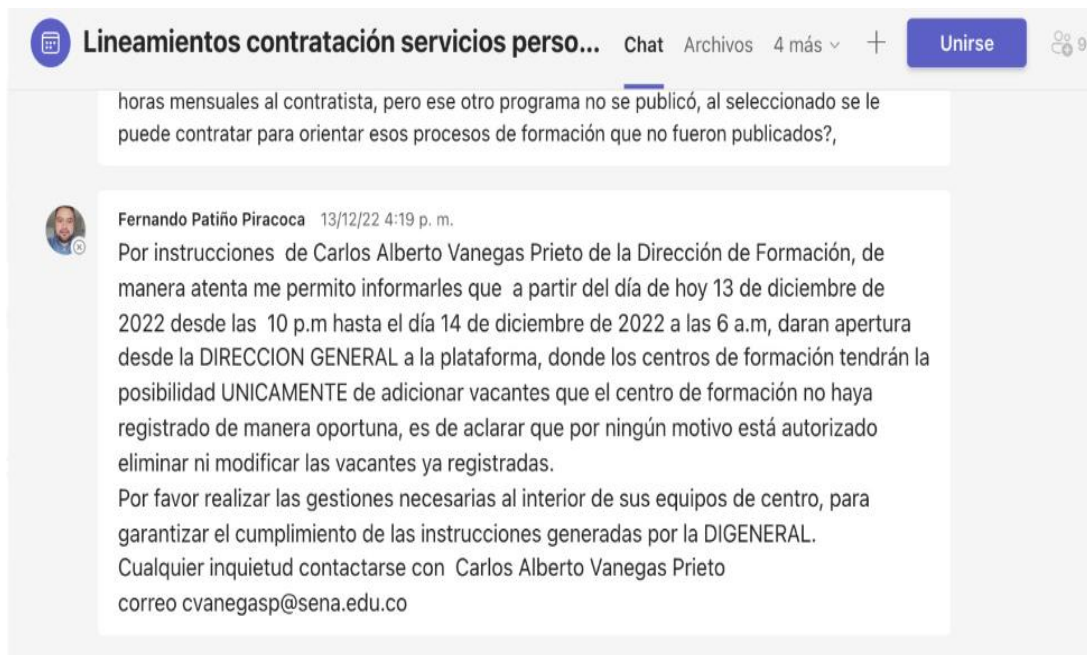 Lineamientos contratación servicios perso... Chat Archivos 4 más + Unirse 9
horas mensuales al contratista, pero ese otro programa no se publicó, al seleccionado se le
puede contratar para orientar esos procesos de formación que no fueron publicados?,
Fernando Patiño Piracoca 13/12/22 4:19 p. m.
Por instrucciones de Carlos Alberto Vanegas Prieto de la Dirección de Formación, de
manera atenta me permito informarles que a partir del día de hoy 13 de diciembre de
2022 desde las 10 p.m hasta el día 14 de diciembre de 2022 a las 6 a.m, daran apertura
desde la DIRECCION GENERAL a la plataforma, donde los centros de formación tendrán la
posibilidad UNICAMENTE de adicionar vacantes que el centro de formación no haya
registrado de manera oportuna, es de aclarar que por ningún motivo está autorizado
eliminar ni modificar las vacantes ya registradas.
Por favor realizar las gestiones necesarias al interior de sus equipos de centro, para
garantizar el cumplimiento de las instrucciones generadas por la DIGENERAL.
Cualquier inquietud contactarse con Carlos Alberto Vanegas Prieto
correo cvanegasp@sena.edu.co